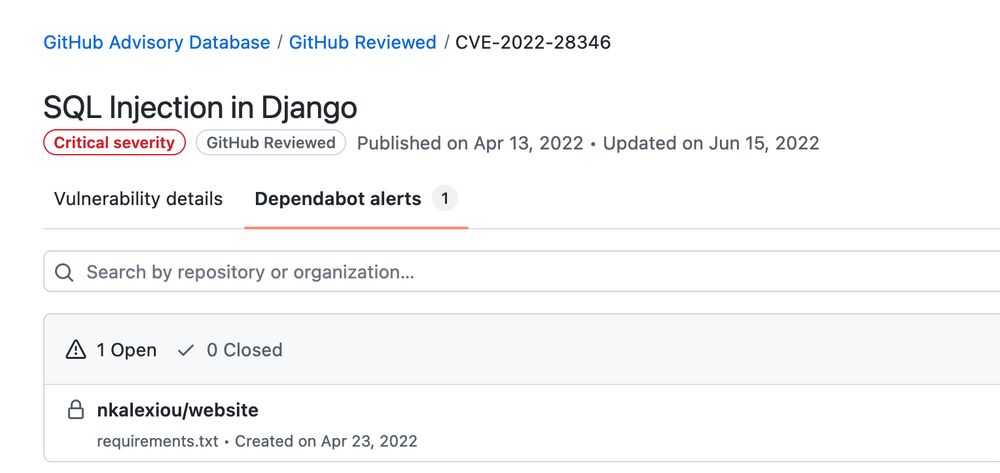 GitHub Advisory Database / GitHub Reviewed / CVE-2022-28346
SQL Injection in Django
Critical severity GitHub Reviewed Published on Apr 13, 2022 • Updated on Jun 15, 2022
Vulnerability details Dependabot alerts 1
Search by repository or organization...
1 Open 0 Closed
nkalexiou/website
requirements.txt • Created on Apr 23, 2022